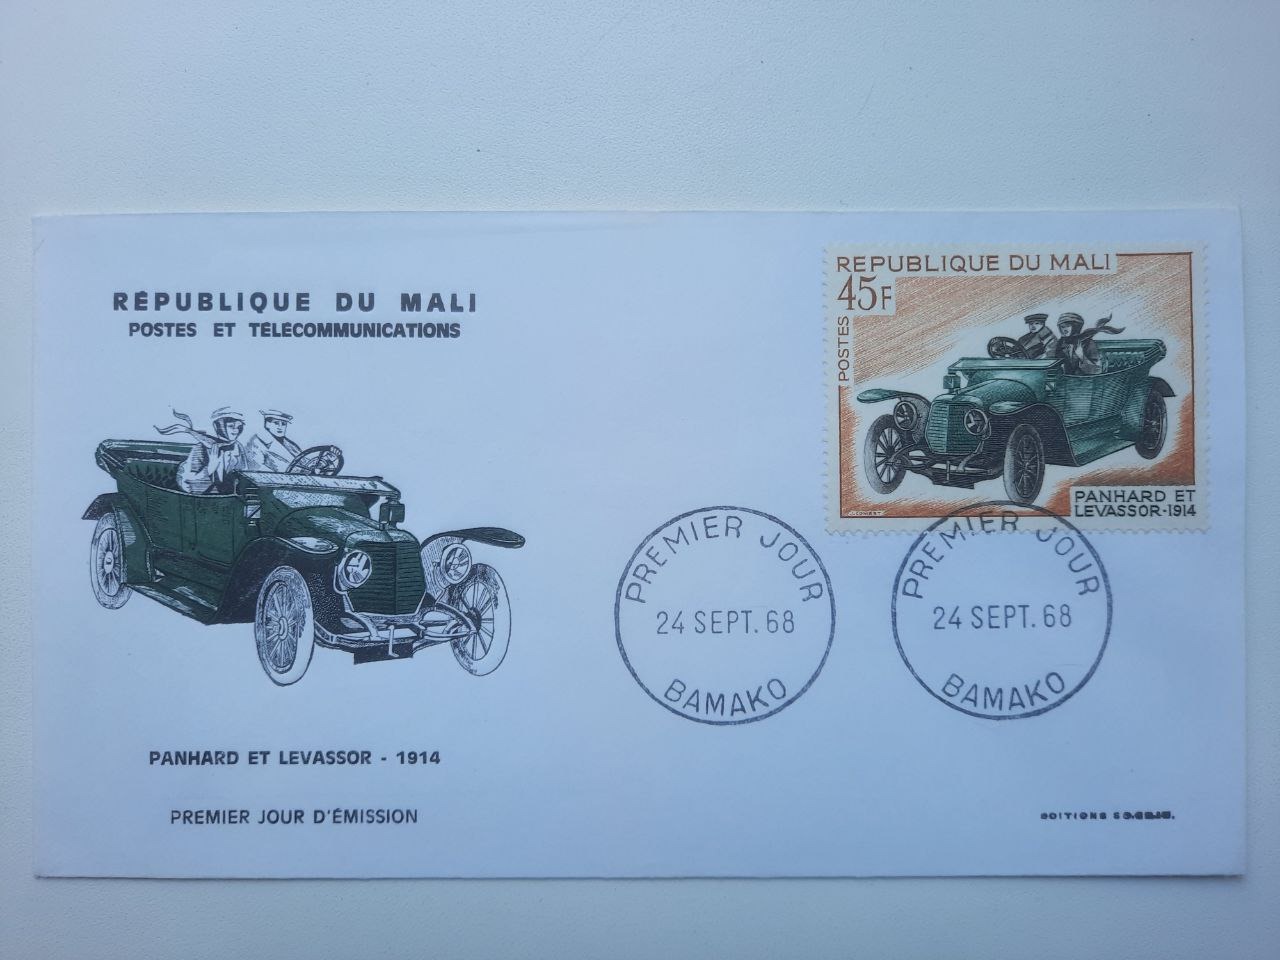 RÉPUBLIQUE DU MALI
POSTES ET TÉLÉCOMMUNICATIONS
PANHARD ET LEVASSOR - 1914
PREMIER JOUR D'ÉMISSION
REPUBLIQUE DU MALI
45F
POSTES
PANHARD ET
LEVASSOR-1914
PREMIER JOUR
24 SEPT. 68
BAMAKO
PREMIER JOUR
24 SEPT. 68
BAMAKO
EDITIONS